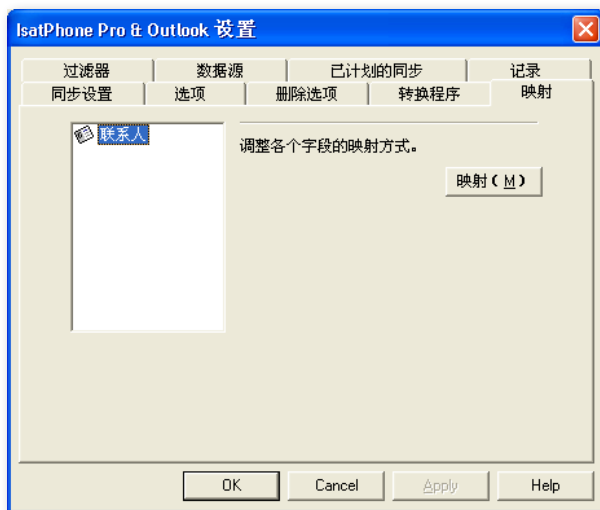 IsatPhone Pro & Outlook 设置
过滤器 数据源 已计划的同步 记录
同步设置 选项 删除选项 转换程序 映射
联系人
调整各个字段的映射方式。
映射(M)
OK Cancel Apply Help